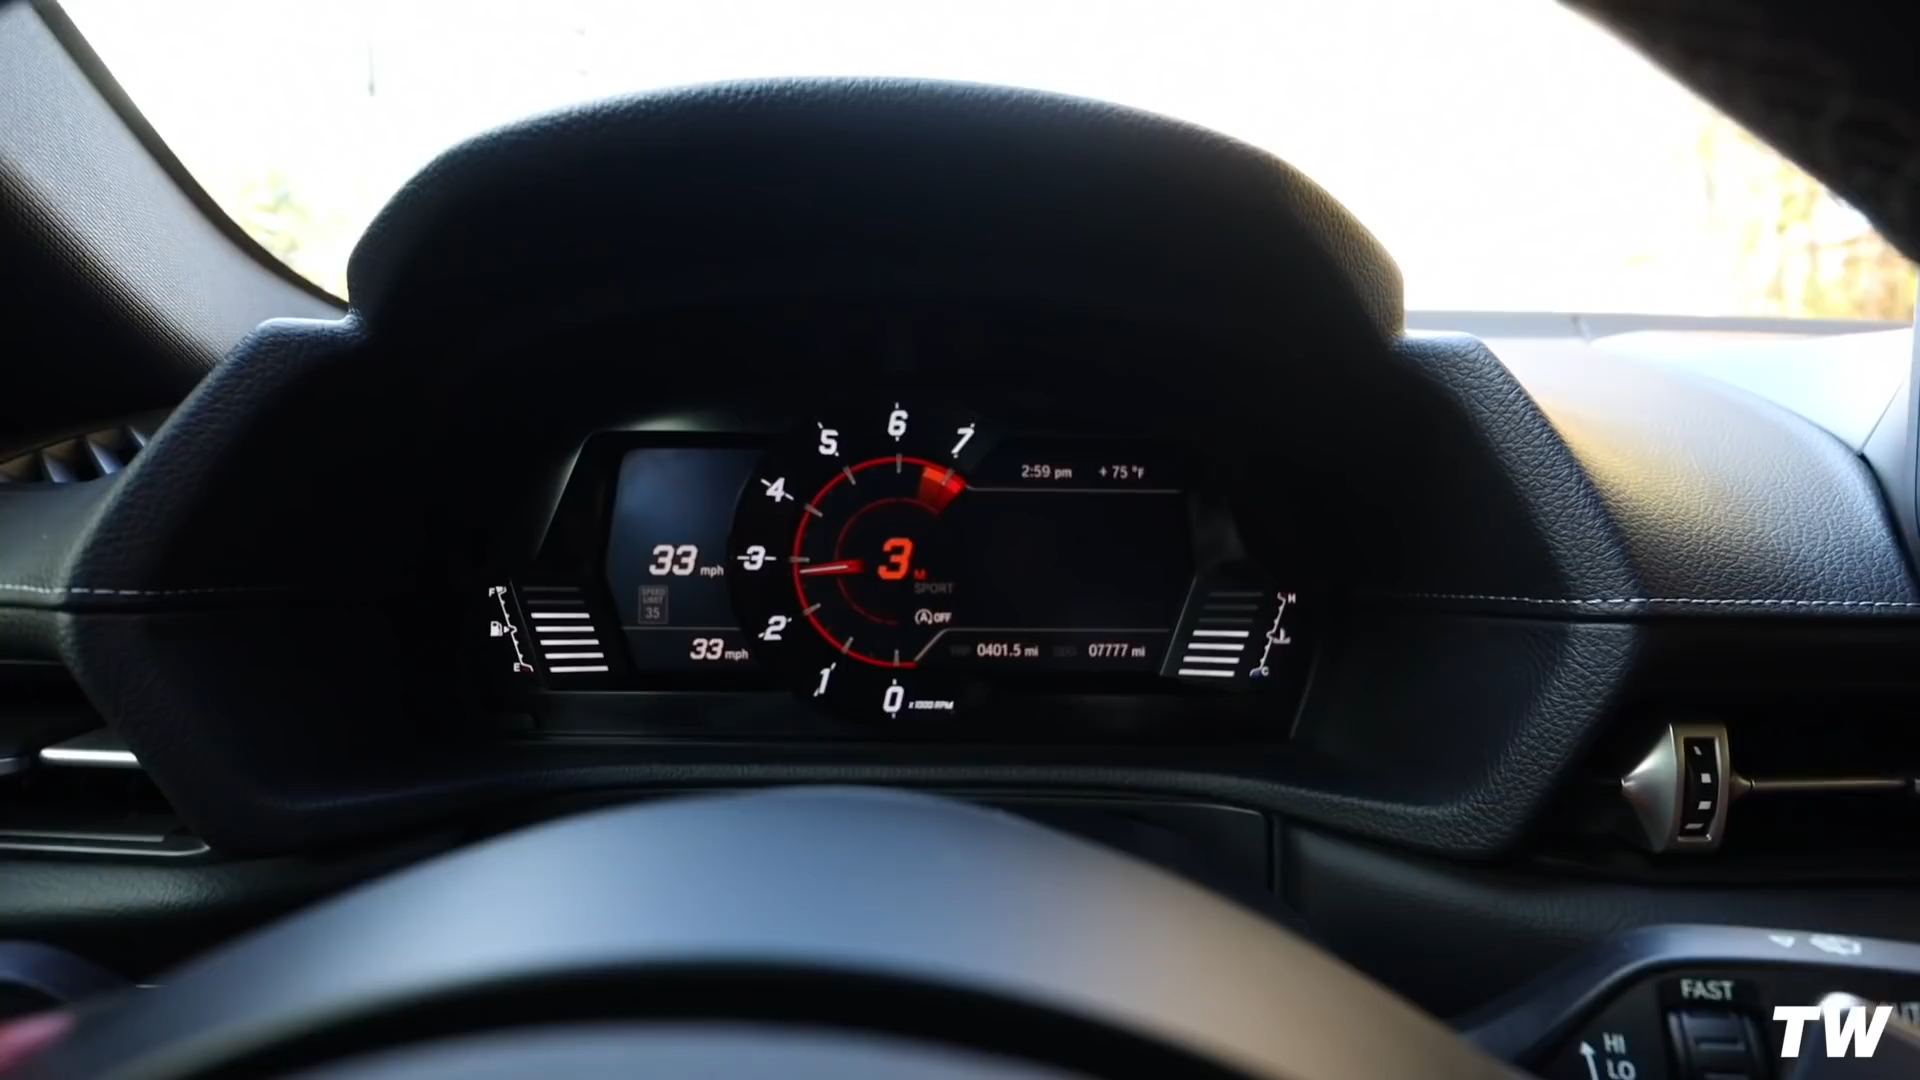 6
5
7
2:59 pm +75 °F
4
33 mph
3
3 M
SPORT
F
H
SPEED LIMIT 35
OFF
2
33 mph
0401.5 mi
07777 mi
E
C
1
0 x 1000 RPM
FAST
HI
LO
TW